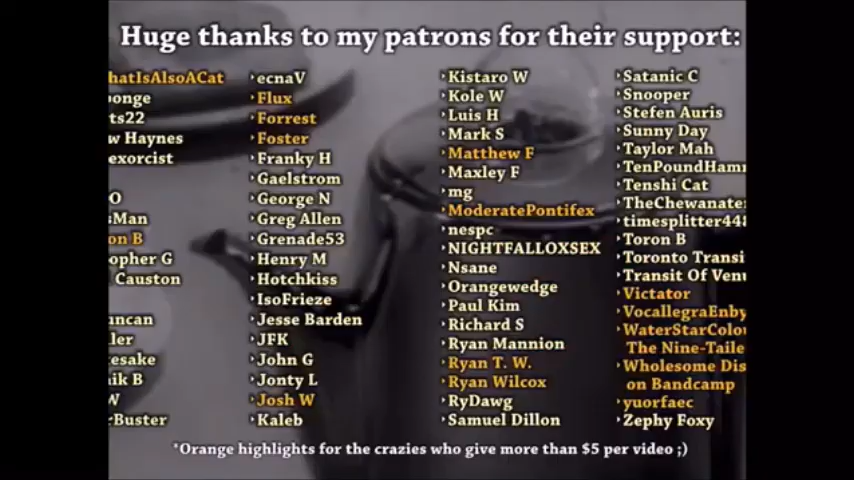 Huge thanks to my patrons for their support:
hatIsAlsoACat
onge
ts22
w Haynes
exorcist
O
sMan
on B
opher G
Causton
uncan
ler
esake
ik B
W
rBuster
ecnaV
Flux
Forrest
Foster
Franky H
Gaelstrom
George N
Greg Allen
Grenade53
Henry M
Hotchkiss
IsoFrieze
Jesse Barden
JFK
John G
Jonty L
Josh W
Kaleb
Kistaro W
Kole W
Luis H
Mark S
Matthew F
Maxley F
mg
ModeratePontifex
nespc
NIGHTFALLOXSEX
Nsane
Orangewedge
Paul Kim
Richard S
Ryan Mannion
Ryan T. W.
Ryan Wilcox
RyDawg
Samuel Dillon
Satanic C
Snooper
Stefen Auris
Sunny Day
Taylor Mah
TenPoundHam
Tenshi Cat
TheChewanate
timesplitter44
Toron B
Toronto Transi
Transit Of Venu
Victator
VocallegraEnby
WaterStarColo
The Nine-Taile
Wholesome Dis
on Bandcamp
yuorfaec
Zephy Foxy
*Orange highlights for the crazies who give more than $5 per video ;)